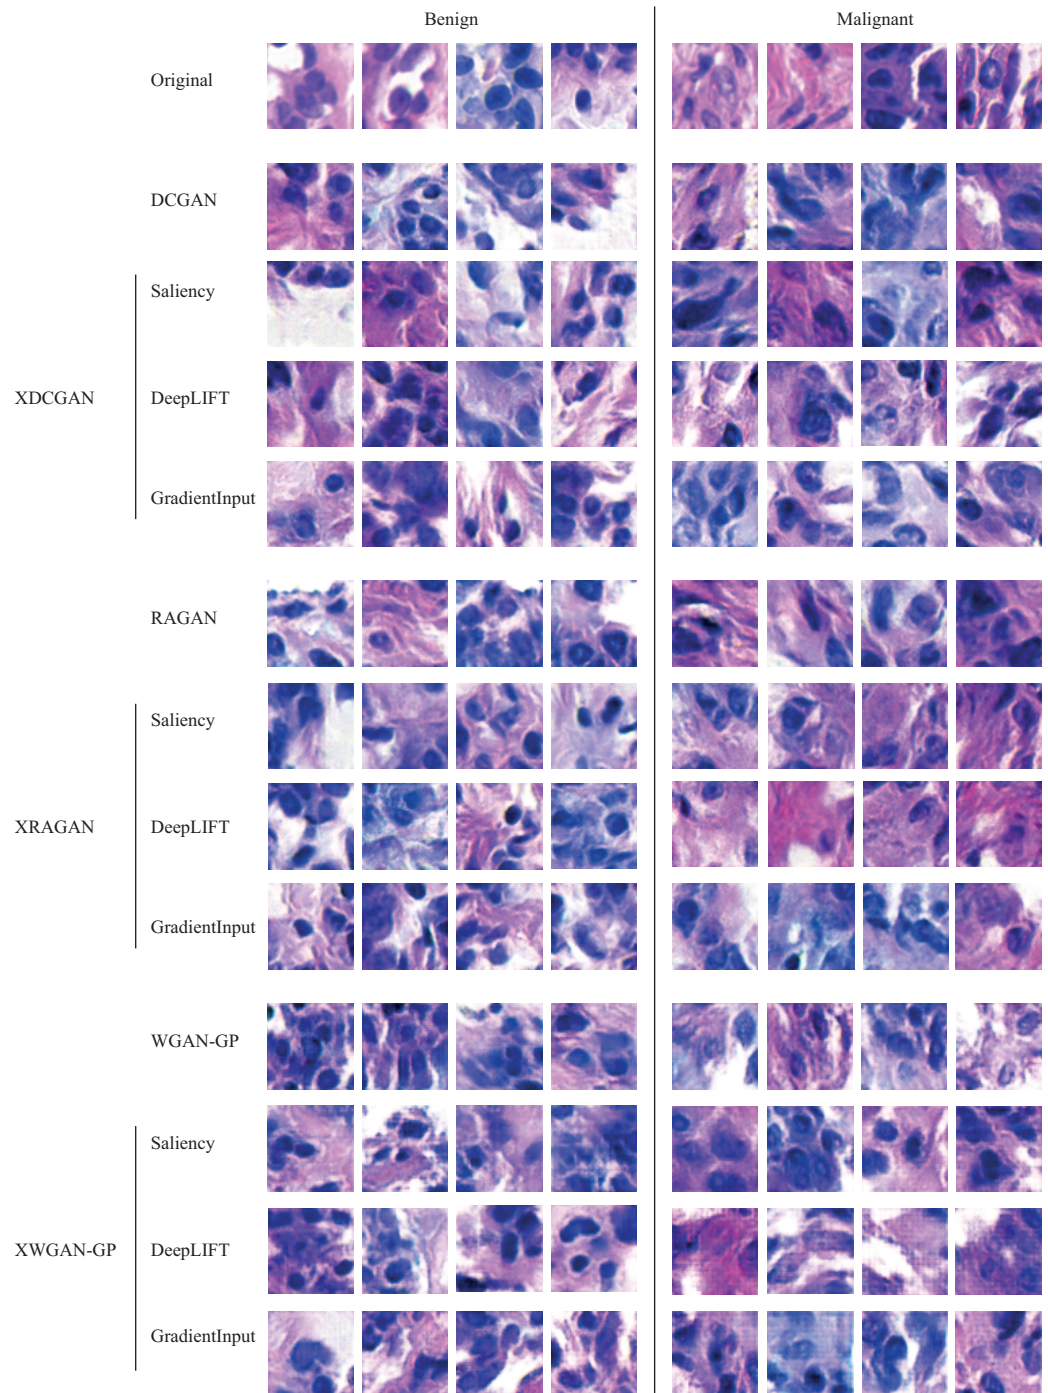 Benign Malignant
Original
DCGAN
XDCGAN
Saliency
DeepLIFT
GradientInput
RAGAN
XRAGAN
Saliency
DeepLIFT
GradientInput
WGAN-GP
XWGAN-GP
Saliency
DeepLIFT
GradientInput